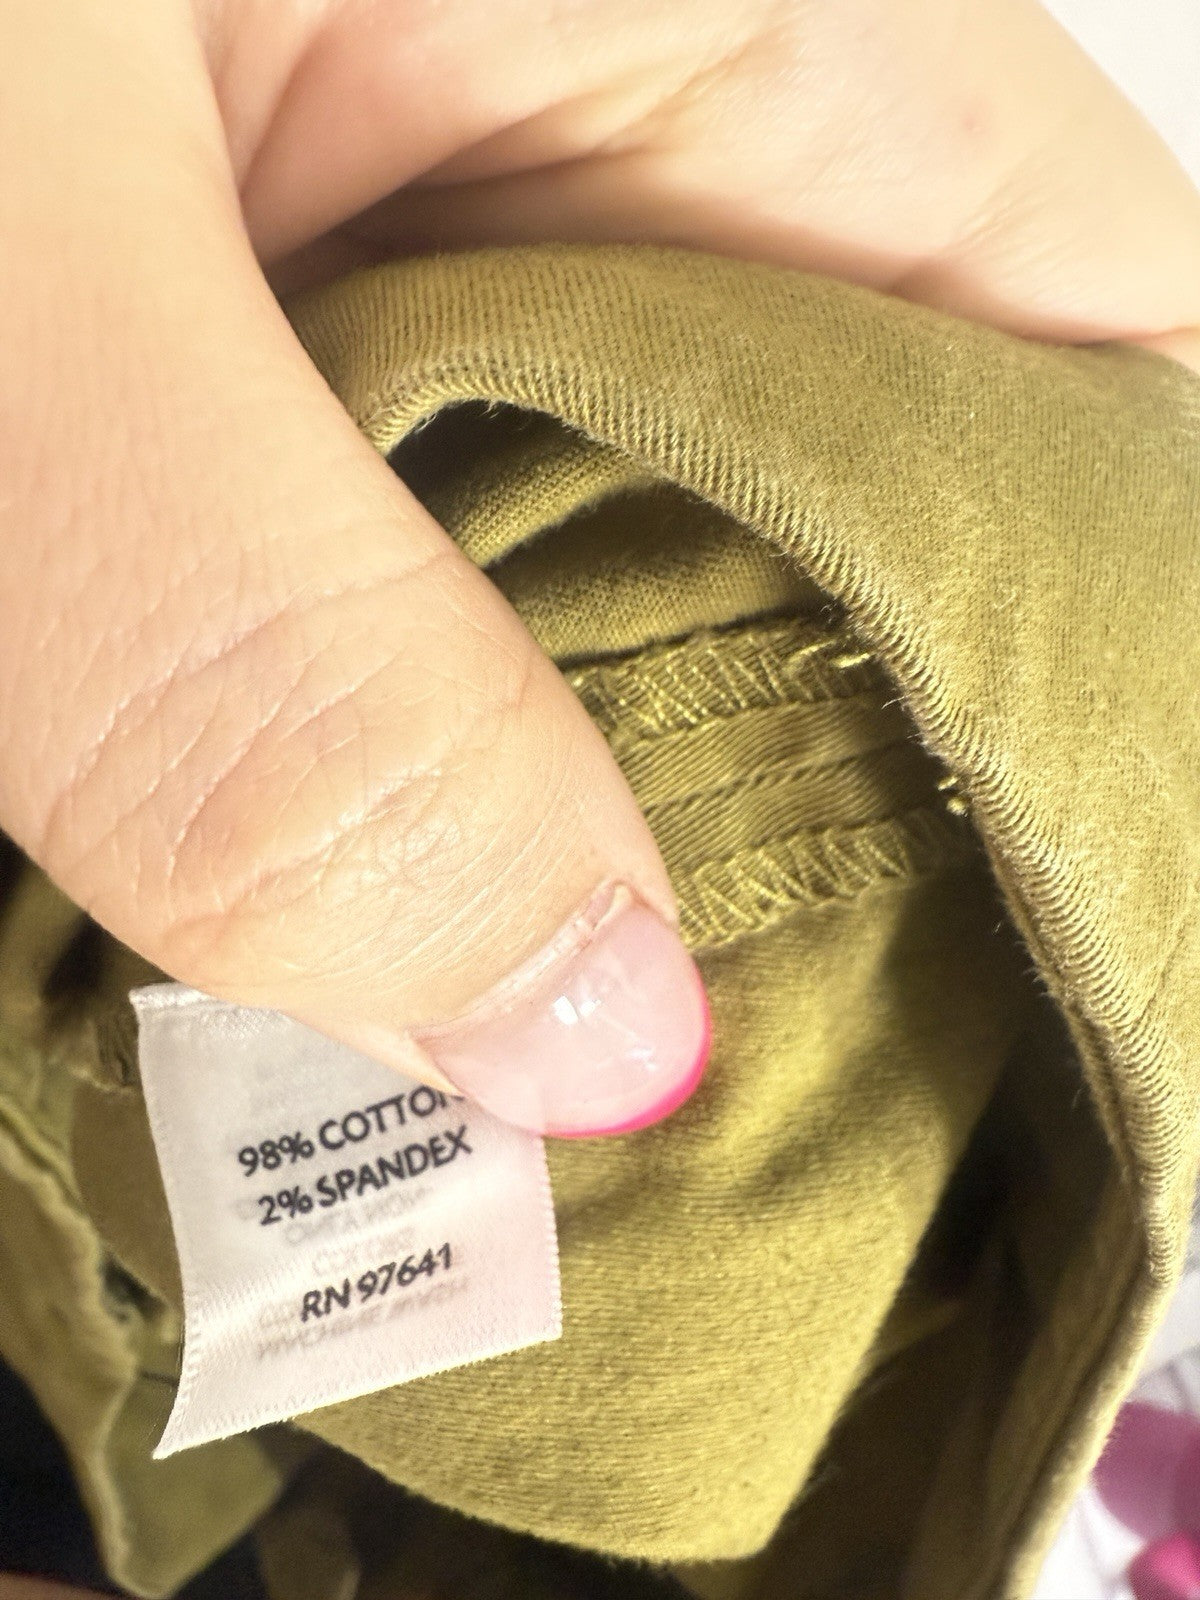 98% COTTON
2% SPANDEX
RN 97641